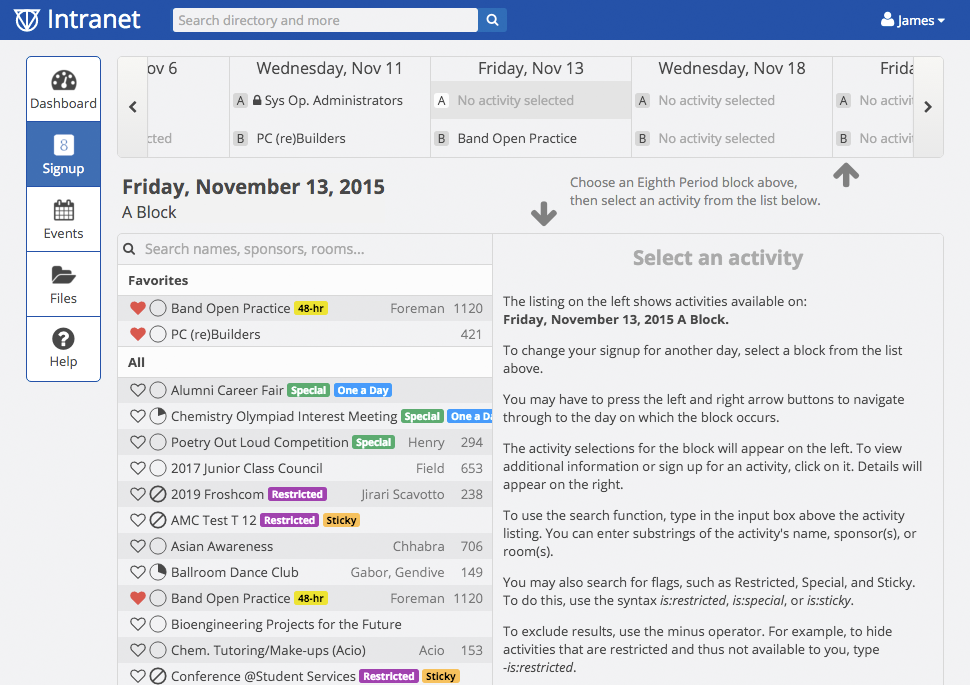 Intranet
Search directory and more
James
Dashboard
8
Signup
Events
Files
Help
ov 6
cted
Wednesday, Nov 11
A Sys Op. Administrators
B PC (re)Builders
Friday, Nov 13
A No activity selected
B Band Open Practice
Wednesday, Nov 18
A No activity selected
B No activity selected
Frida
A No activi
B No activi
Friday, November 13, 2015
A Block
Choose an Eighth Period block above,
then select an activity from the list below.
Search names, sponsors, rooms...
Favorites
Band Open Practice 48-hr Foreman 1120
PC (re)Builders 421
All
Alumni Career Fair Special One a Day
Chemistry Olympiad Interest Meeting Special One a Da
Poetry Out Loud Competition Special Henry 294
2017 Junior Class Council Field 653
2019 Froshcom Restricted Jirari Scavotto 238
AMC Test T 12 Restricted Sticky
Asian Awareness Chhabra 706
Ballroom Dance Club Gabor, Gendive 149
Band Open Practice 48-hr Foreman 1120
Bioengineering Projects for the Future
Chem. Tutoring/Make-ups (Acio) Acio 153
Conference @Student Services Restricted Sticky
Select an activity
The listing on the left shows activities available on:
Friday, November 13, 2015 A Block.
To change your signup for another day, select a block from the list
above.
You may have to press the left and right arrow buttons to navigate
through to the day on which the block occurs.
The activity selections for the block will appear on the left. To view
additional information or sign up for an activity, click on it. Details will
appear on the right.
To use the search function, type in the input box above the activity
listing. You can enter substrings of the activity's name, sponsor(s), or
room(s).
You may also search for flags, such as Restricted, Special, and Sticky.
To do this, use the syntax is:restricted, is:special, or is:sticky.
To exclude results, use the minus operator. For example, to hide
activities that are restricted and thus not available to you, type
-is:restricted.